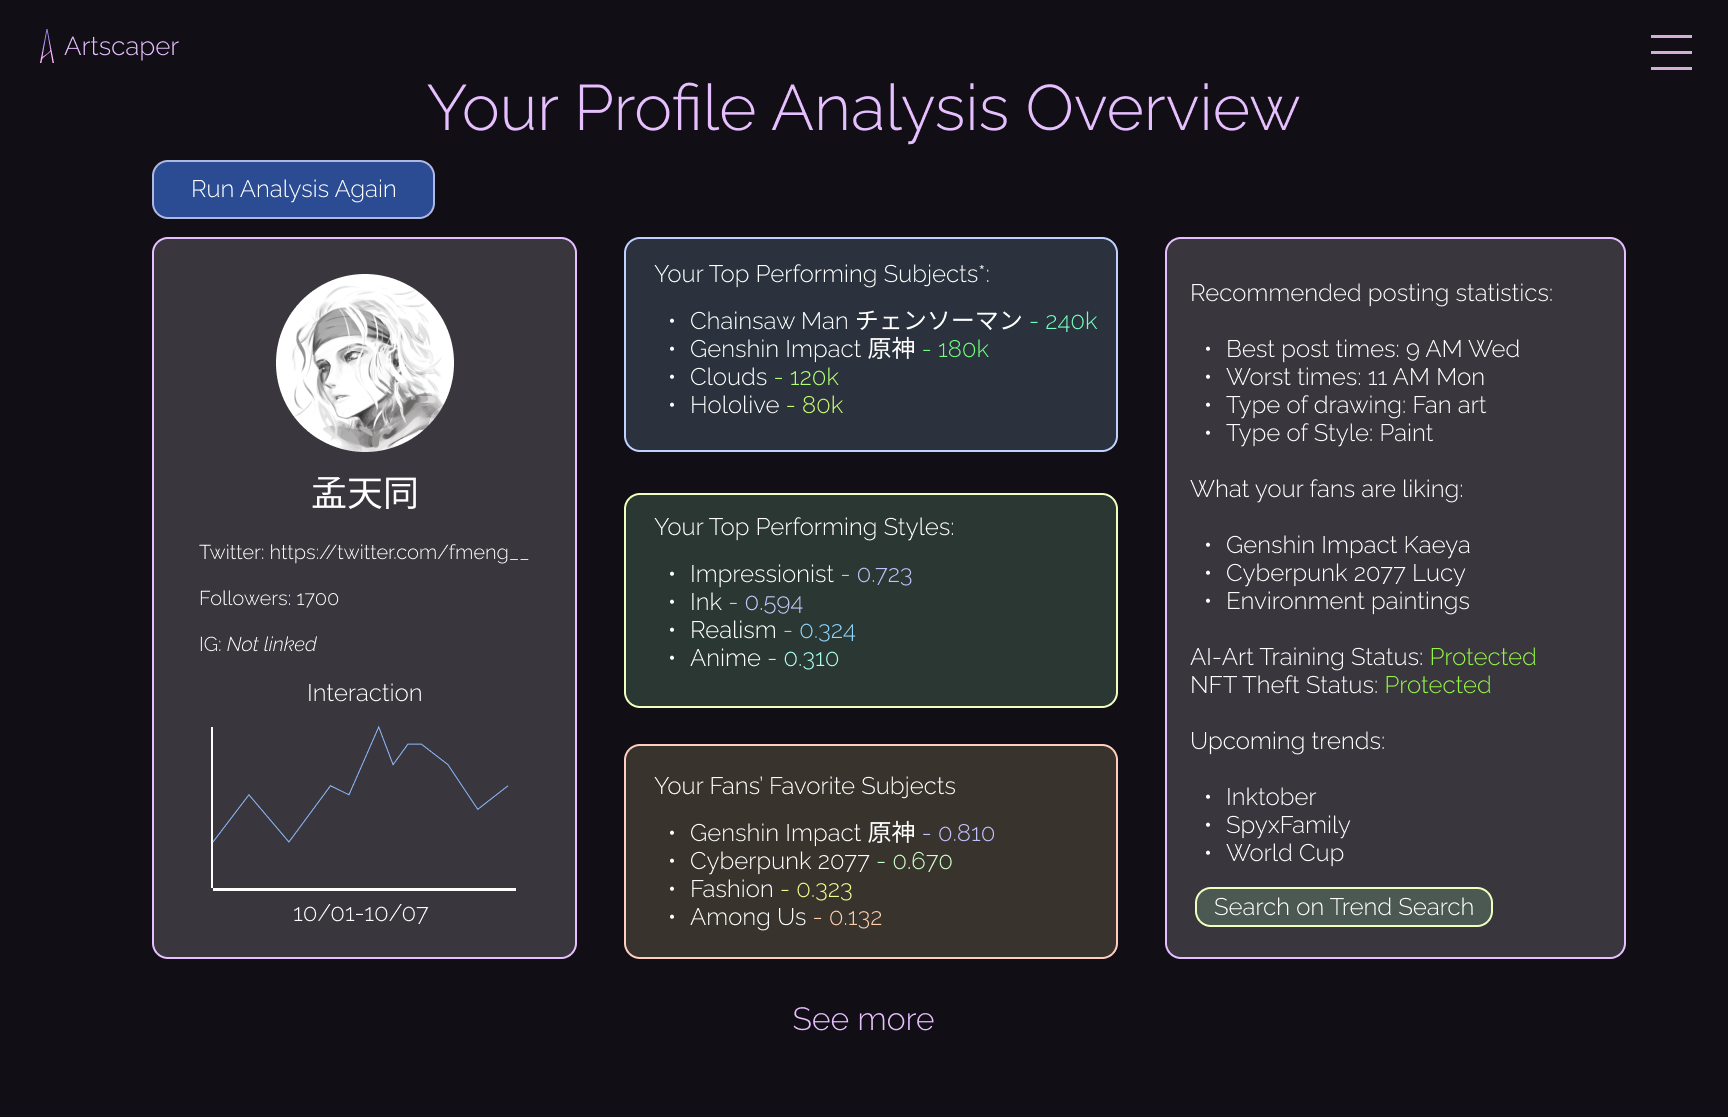 Artscaper
Your Profile Analysis Overview
Run Analysis Again
孟天同
Twitter: https://twitter.com/fmeng__
Followers: 1700
IG: Not linked
Interaction
10/01-10/07
Your Top Performing Subjects*:
• Chainsaw Man チェンソーマン - 240k
• Genshin Impact 原神 - 180k
• Clouds - 120k
• Hololive - 80k
Your Top Performing Styles:
• Impressionist - 0.723
• Ink - 0.594
• Realism - 0.324
• Anime - 0.310
Your Fans’ Favorite Subjects
• Genshin Impact 原神 - 0.810
• Cyberpunk 2077 - 0.670
• Fashion - 0.323
• Among Us - 0.132
Recommended posting statistics:
• Best post times: 9 AM Wed
• Worst times: 11 AM Mon
• Type of drawing: Fan art
• Type of Style: Paint
What your fans are liking:
• Genshin Impact Kaeya
• Cyberpunk 2077 Lucy
• Environment paintings
AI-Art Training Status: Protected
NFT Theft Status: Protected
Upcoming trends:
• Inktober
• SpyxFamily
• World Cup
Search on Trend Search
See more